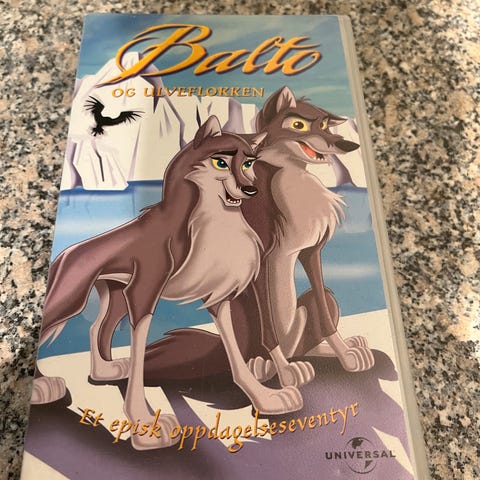 Balto
OG ULVEFLOKKEN
Et episk oppdagelseseventyr
UNIVERSAL